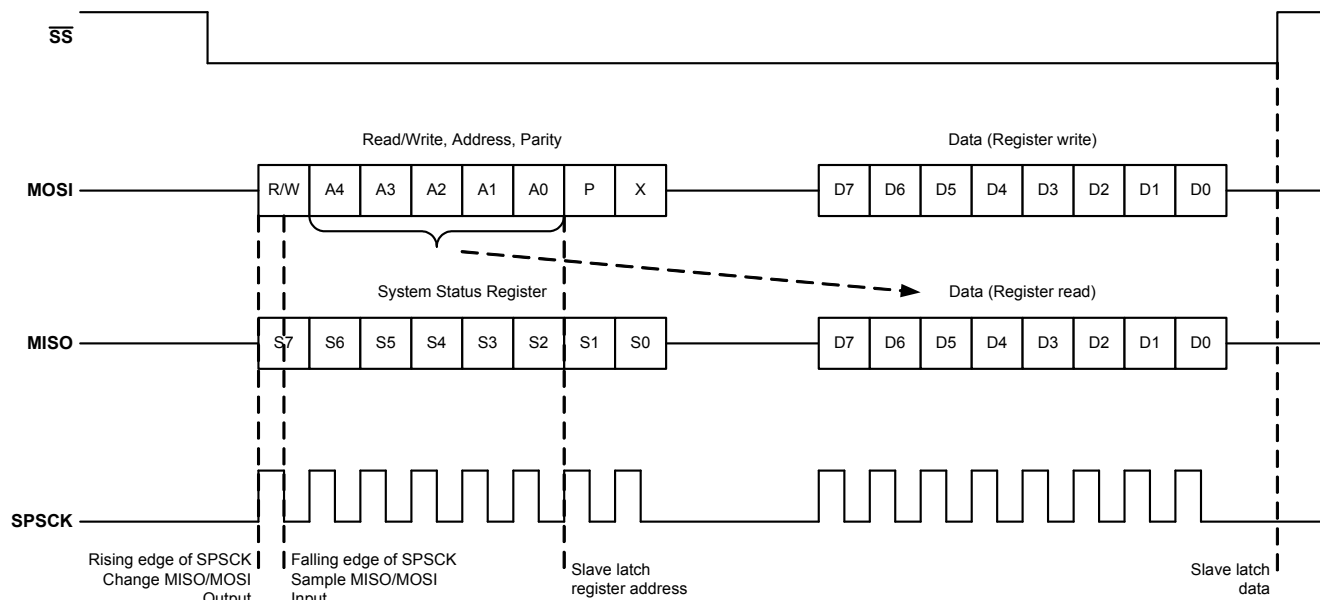 SS
Read/Write, Address, Parity
Data (Register write)
MOSI
R/W A4 A3 A2 A1 A0 P X
D7 D6 D5 D4 D3 D2 D1 D0
System Status Register
Data (Register read)
MISO
S7 S6 S5 S4 S3 S2 S1 S0
D7 D6 D5 D4 D3 D2 D1 D0
SPSCK
Rising edge of SPSCK
Change MISO/MOSI
Output
Falling edge of SPSCK
Sample MISO/MOSI
Input
Slave latch
register address
Slave latch
data